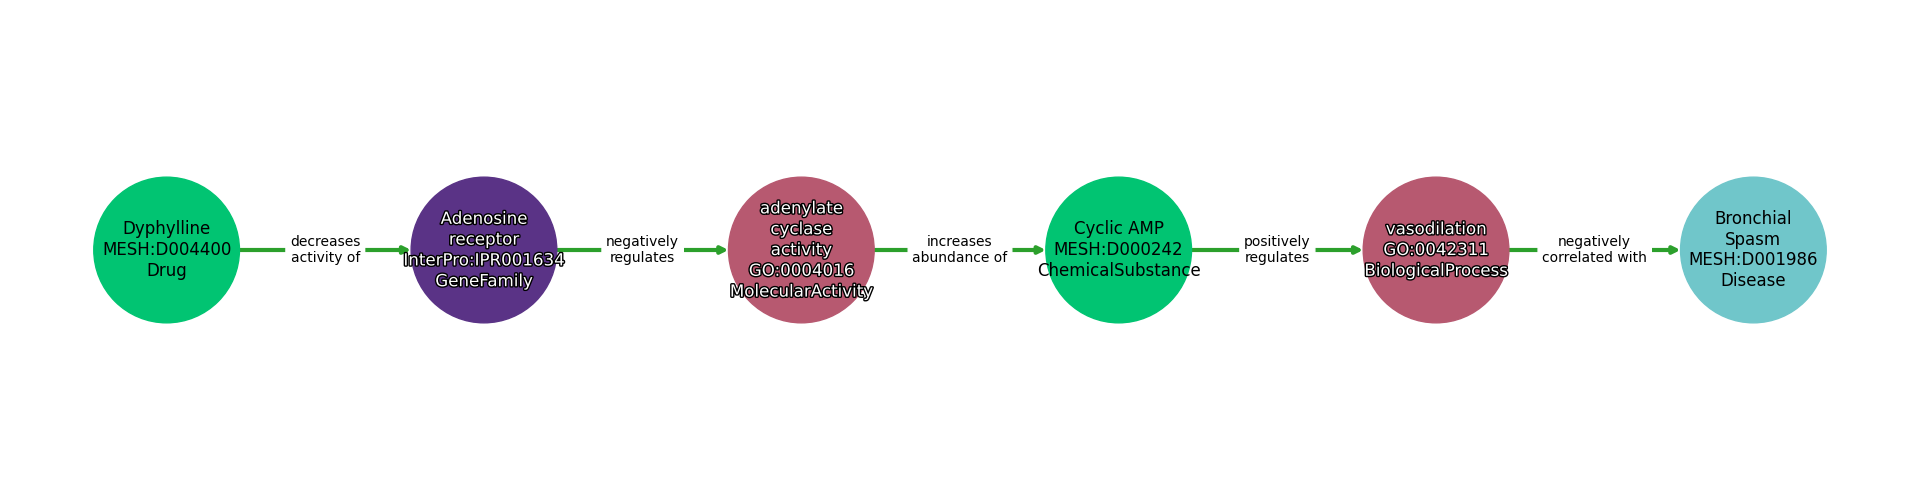 Dyphylline
MESH:D004400
Drug
decreases
activity of
Adenosine
receptor
InterPro:IPR001634
GeneFamily
negatively
regulates
adenylate
cyclase
activity
GO:0004016
MolecularActivity
increases
abundance of
Cyclic AMP
MESH:D000242
ChemicalSubstance
positively
regulates
vasodilation
GO:0042311
BiologicalProcess
negatively
correlated with
Bronchial
Spasm
MESH:D001986
Disease